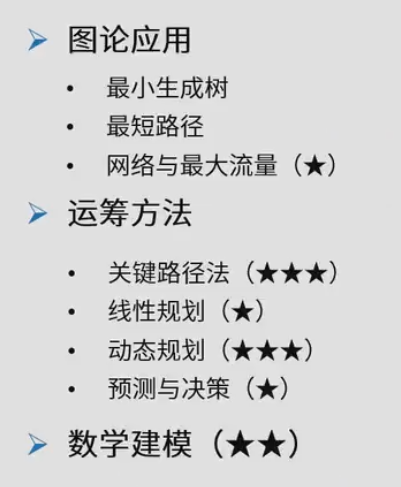 图论应用
最小生成树
最短路径
网络与最大流量（★）
运筹方法
关键路径法（★★★）
线性规划（★）
动态规划（★★★）
预测与决策（★）
数学建模（★★）